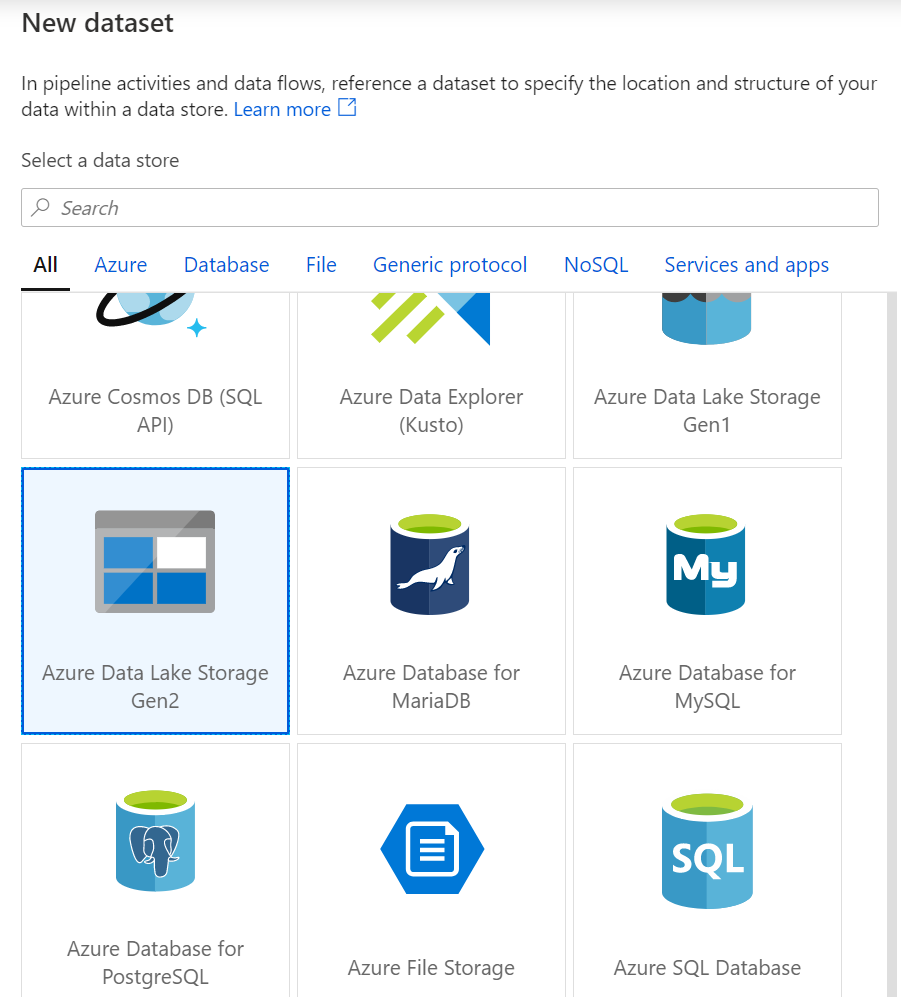 New dataset
In pipeline activities and data flows, reference a dataset to specify the location and structure of your
data within a data store. Learn more
Select a data store
Search
All Azure Database File Generic protocol NoSQL Services and apps
Azure Cosmos DB (SQL
API)
Azure Data Explorer
(Kusto)
Azure Data Lake Storage
Gen1
Azure Data Lake Storage
Gen2
Azure Database for
MariaDB
My
Azure Database for
MySQL
Azure Database for
PostgreSQL
Azure File Storage
SQL
Azure SQL Database